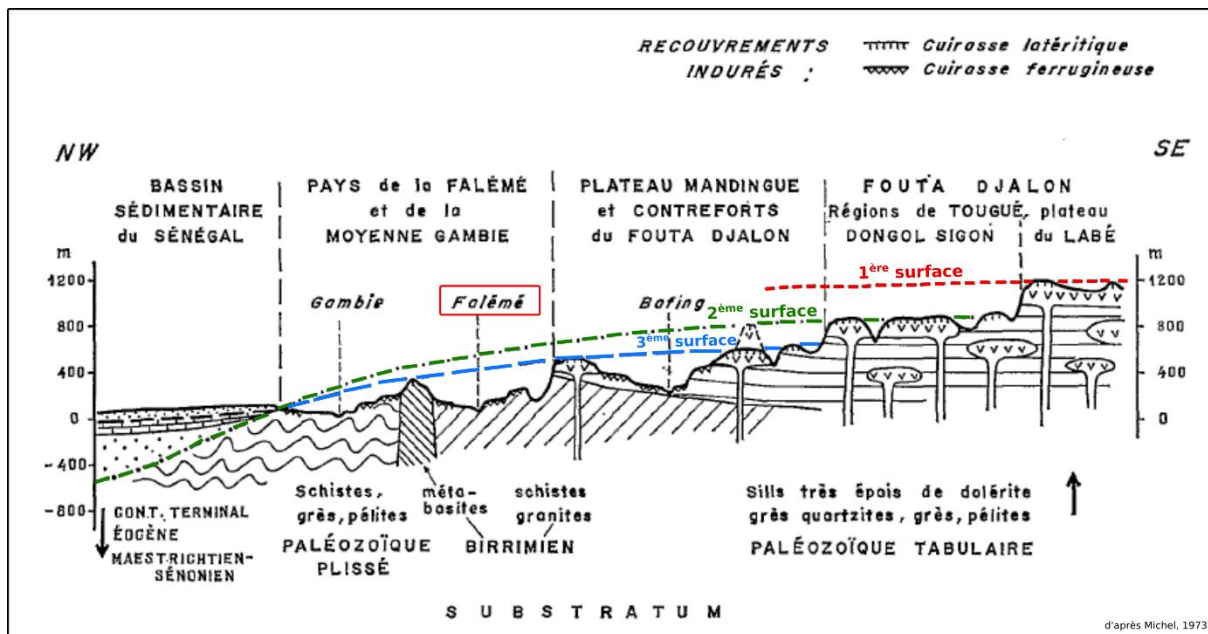 RECOUVREMENTS Cuirasse latéritique
INDURÉS : Cuirasse ferrugineuse
NW
SE
BASSIN
SÉDIMENTAIRE
du SÉNÉGAL
PAYS de la FALÉMÉ
et de la
MOYENNE GAMBIE
PLATEAU MANDINGUE
et CONTREFORTS
du FOUTA DJALON
FOUTA DJALON
Régions de TOUGUÉ, plateau
DONGOL SIGON du LABÉ
m
1200
800
400
0
-400
-800
m
1200
800
400
0
1ère surface
2ème surface
3eme surface
Gambie
Falémé
Bafing
CONT. TERMINAL
ÉOGÈNE
MAESTRICHTIEN-
SÉNONIEN
Schistes,
grès, pélites
PALÉOZOÏQUE
PLISSÉ
méta-
basites
schistes
granites
BIRRIMIEN
Sills très épois de dolérite
grès quartzites, grès, pélites
PALÉOZOÏQUE TABULAIRE
SUBSTRATUM
d'après Michel, 1973